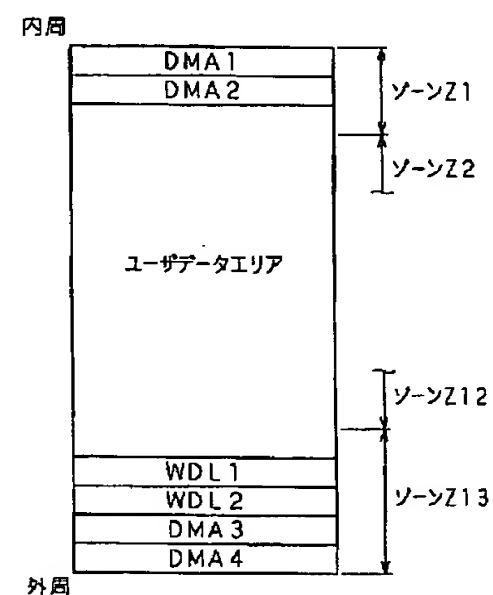 内周
DMA1
DMA2
ゾーンZ1
ゾーンZ2
ユーザデータエリア
ゾーンZ12
WDL1
WDL2
ゾーンZ13
DMA3
DMA4
外周